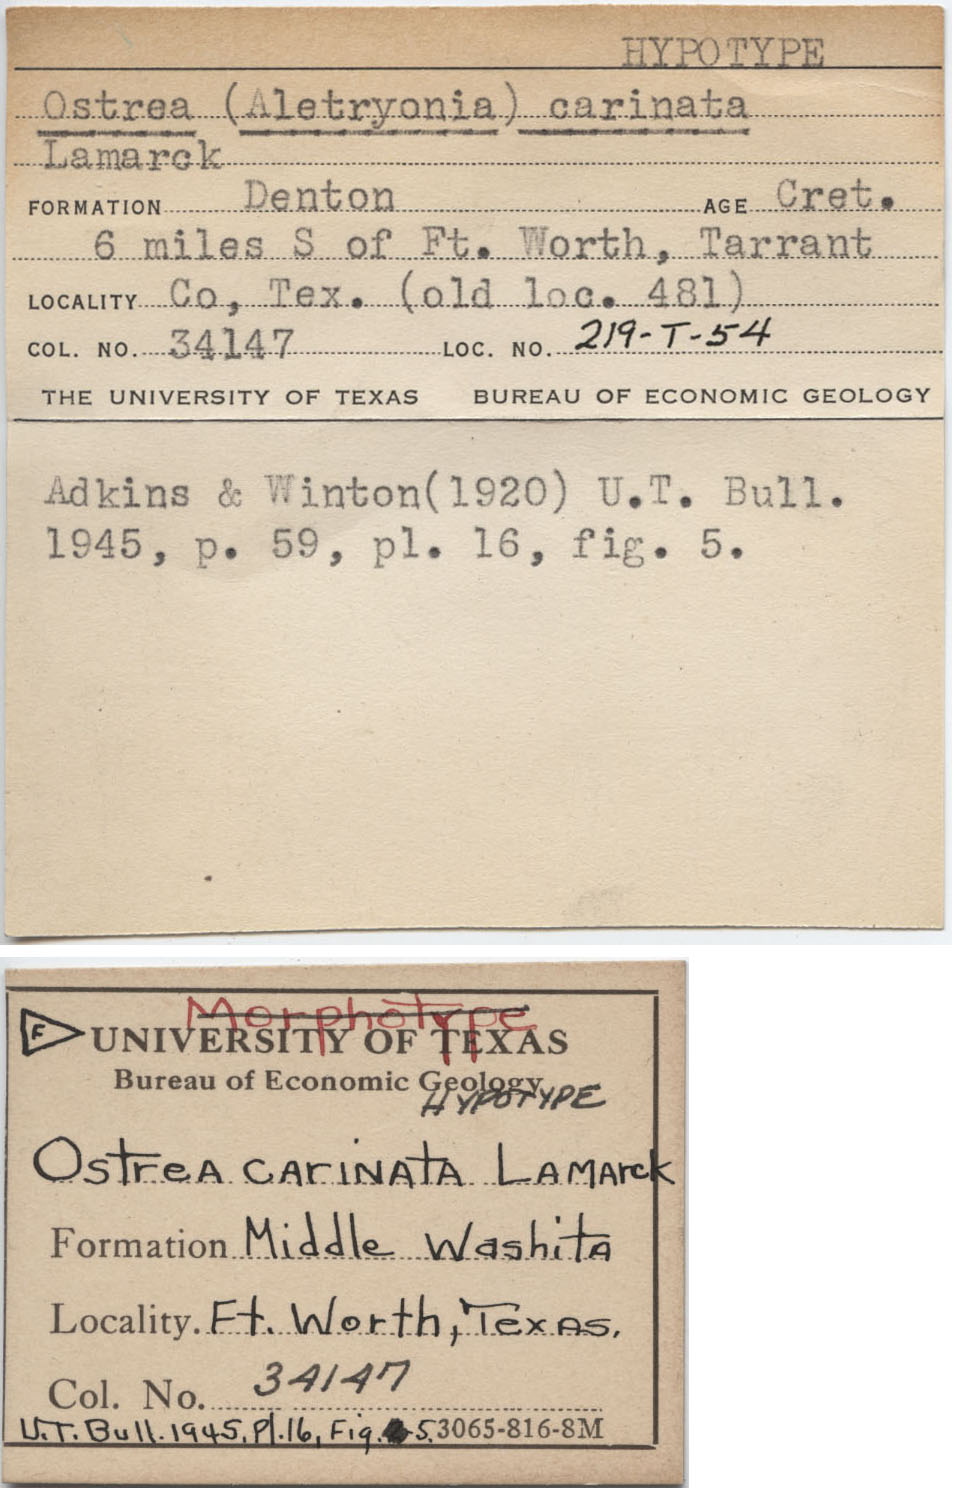 HYPOTYPE
Ostrea (Aletryonia) carinata
Lamarck
FORMATION Denton AGE Cret.
6 miles S of Ft. Worth, Tarrant
LOCALITY Co, Tex. (old loc. 481)
COL. NO. 34147 LOC. NO. 219-T-54
THE UNIVERSITY OF TEXAS BUREAU OF ECONOMIC GEOLOGY
Adkins & Winton(1920) U.T. Bull.
1945, p. 59, pl. 16, fig. 5.
Morphotype
F UNIVERSITY OF TEXAS
Bureau of Economic Geology
HYPOTYPE
Ostrea carinata Lamarck
Formation Middle Washita
Locality. Ft. Worth, Texas.
Col. No. 34147
U.T. Bull. 1945, Pl. 16, Fig. 5. 3065-816-8M